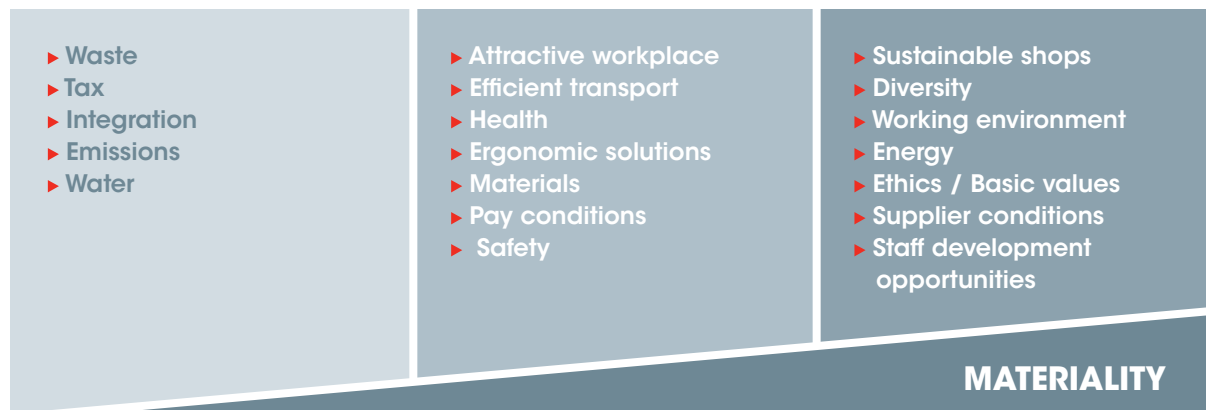 Waste
Tax
Integration
Emissions
Water
Attractive workplace
Efficient transport
Health
Ergonomic solutions
Materials
Pay conditions
Safety
Sustainable shops
Diversity
Working environment
Energy
Ethics / Basic values
Supplier conditions
Staff development
opportunities
MATERIALITY